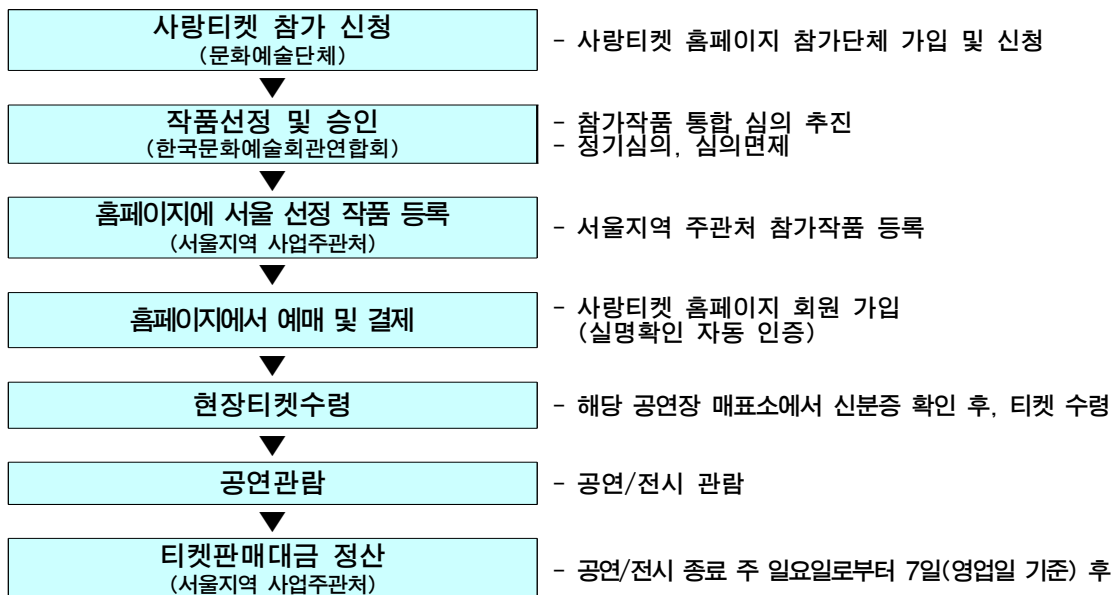 사랑티켓 참가 신청
(문화예술단체)
- 사랑티켓 홈페이지 참가단체 가입 및 신청
작품선정 및 승인
(한국문화예술회관연합회)
- 참가작품 통합 심의 추진
- 정기심의, 심의면제
홈페이지에 서울 선정 작품 등록
(서울지역 사업주관처)
- 서울지역 주관처 참가작품 등록
홈페이지에서 예매 및 결제
- 사랑티켓 홈페이지 회원 가입
(실명확인 자동 인증)
현장티켓수령
- 해당 공연장 매표소에서 신분증 확인 후, 티켓 수령
공연관람
- 공연/전시 관람
티켓판매대금 정산
(서울지역 사업주관처)
- 공연/전시 종료 주 일요일로부터 7일(영업일 기준) 후